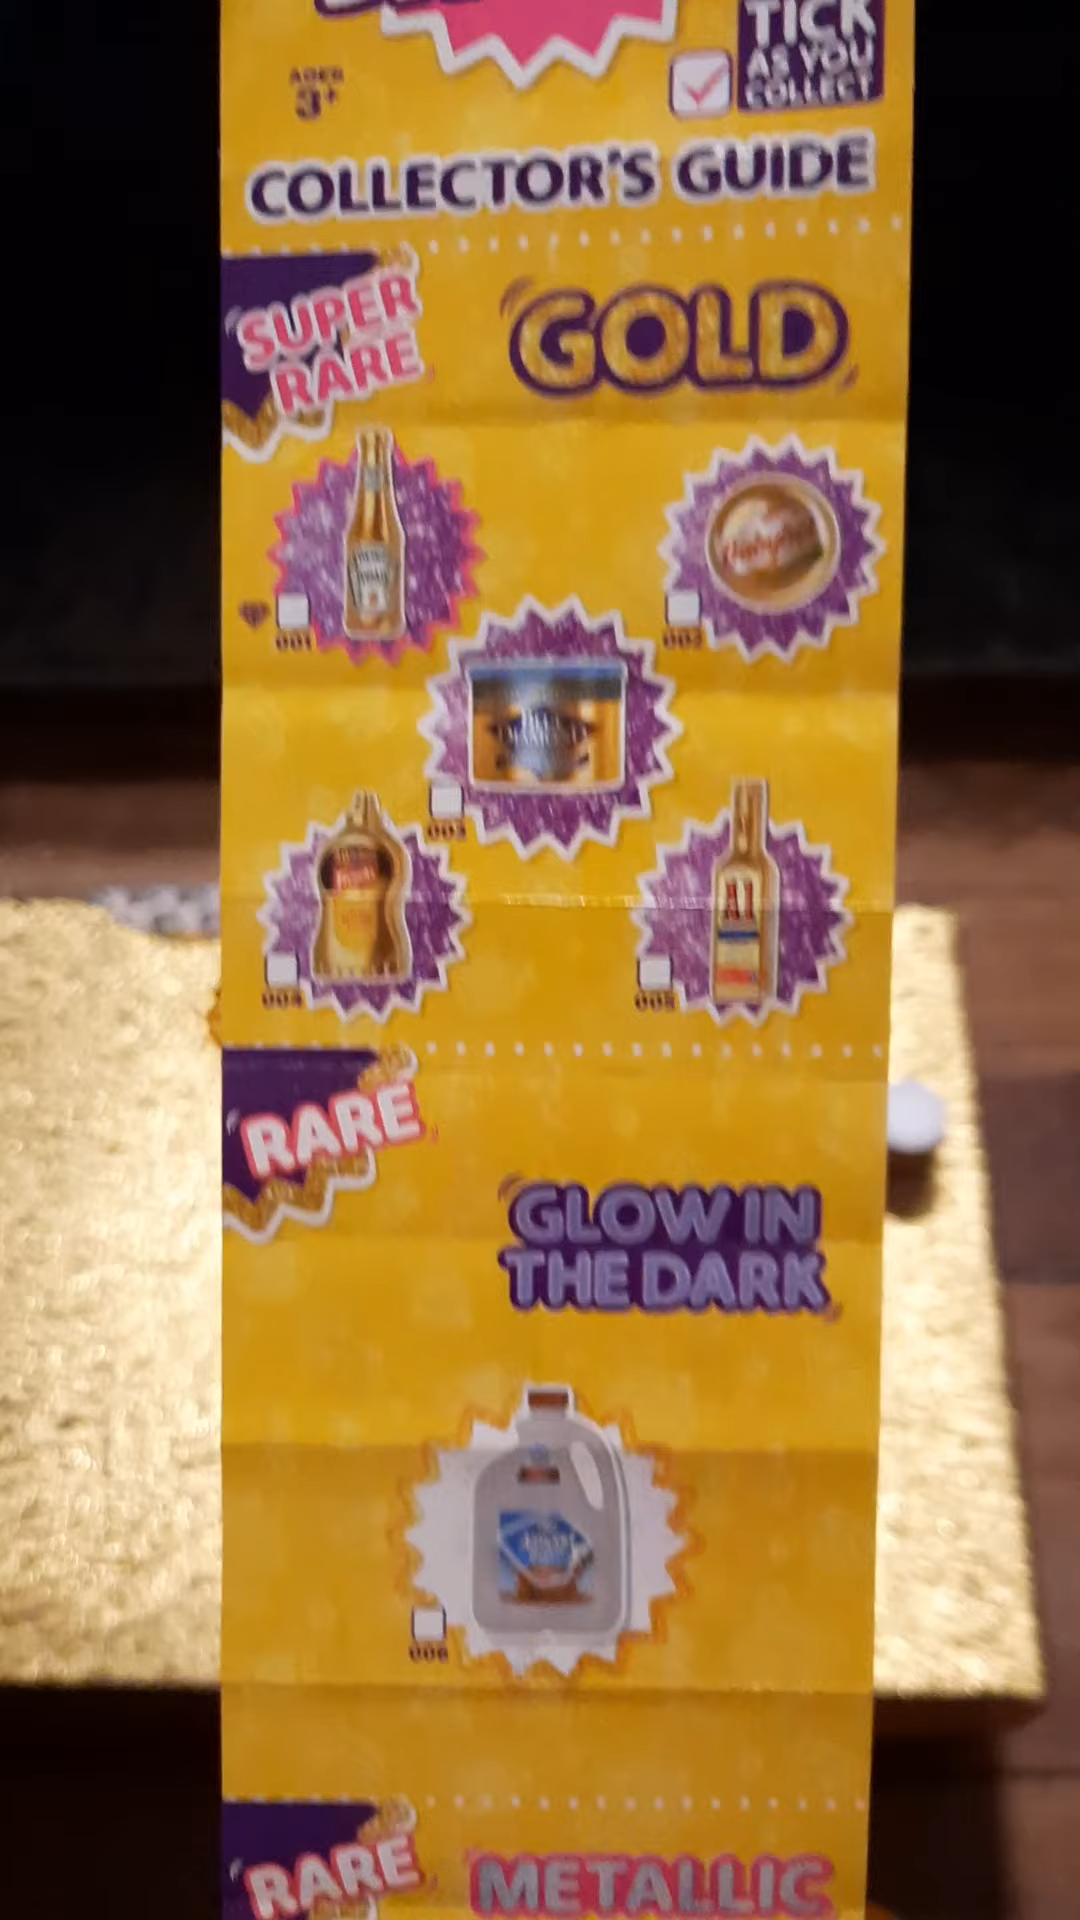 TICK
AS YOU
COLLECT
AGES
3+
COLLECTOR'S GUIDE
SUPER
RARE
GOLD
001
002
003
A1
004
005
RARE
GLOW IN
THE DARK
006
RARE
METALLIC